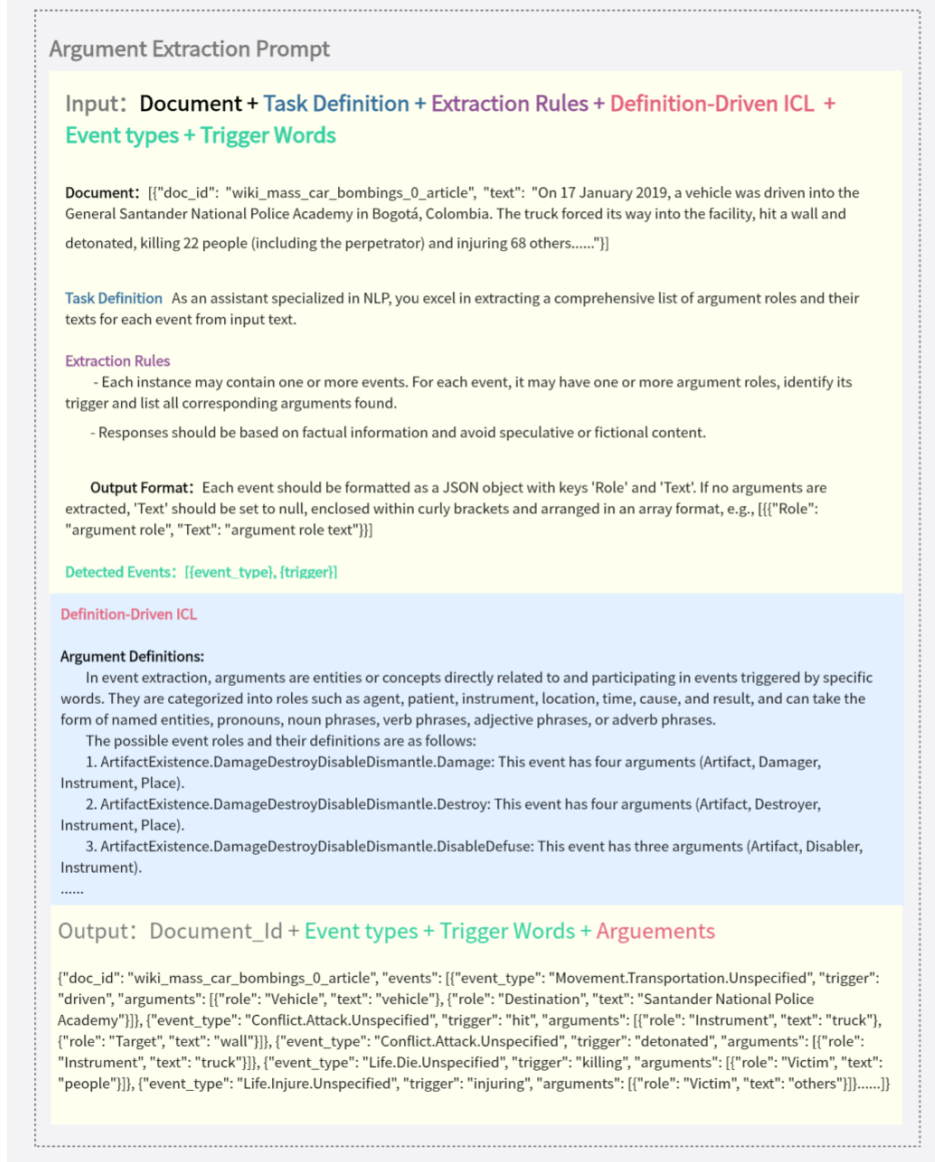 Argument Extraction Prompt
Input: Document + Task Definition + Extraction Rules + Definition-Driven ICL +
Event types + Trigger Words
Document: [{"doc_id": "wiki_mass_car_bombings_0_article", "text": "On 17 January 2019, a vehicle was driven into the
General Santander National Police Academy in Bogotá, Colombia. The truck forced its way into the facility, hit a wall and
detonated, killing 22 people (including the perpetrator) and injuring 68 others......"}]
Task Definition As an assistant specialized in NLP, you excel in extracting a comprehensive list of argument roles and their
texts for each event from input text.
Extraction Rules
- Each instance may contain one or more events. For each event, it may have one or more argument roles, identify its
trigger and list all corresponding arguments found.
- Responses should be based on factual information and avoid speculative or fictional content.
Output Format: Each event should be formatted as a JSON object with keys 'Role' and 'Text'. If no arguments are
extracted, 'Text' should be set to null, enclosed within curly brackets and arranged in an array format, e.g., [{{"Role":
"argument role", "Text": "argument role text"}}]
Detected Events: [{event_type}, {trigger}]
Definition-Driven ICL
Argument Definitions:
In event extraction, arguments are entities or concepts directly related to and participating in events triggered by specific
words. They are categorized into roles such as agent, patient, instrument, location, time, cause, and result, and can take the
form of named entities, pronouns, noun phrases, verb phrases, adjective phrases, or adverb phrases.
The possible event roles and their definitions are as follows:
1. ArtifactExistence.DamageDestroyDisableDismantle.Damage: This event has four arguments (Artifact, Damager,
Instrument, Place).
2. ArtifactExistence.DamageDestroyDisableDismantle.Destroy: This event has four arguments (Artifact, Destroyer,
Instrument, Place).
3. ArtifactExistence.DamageDestroyDisableDismantle.DisableDefuse: This event has three arguments (Artifact, Disabler,
Instrument).
......
Output: Document_Id + Event types + Trigger Words + Arguements
{"doc_id": "wiki_mass_car_bombings_0_article", "events": [{"event_type": "Movement.Transportation.Unspecified", "trigger":
"driven", "arguments": [{"role": "Vehicle", "text": "vehicle"}, {"role": "Destination", "text": "Santander National Police
Academy"}]}, {"event_type": "Conflict.Attack.Unspecified", "trigger": "hit", "arguments": [{"role": "Instrument", "text": "truck"},
{"role": "Target", "text": "wall"}]}, {"event_type": "Conflict.Attack.Unspecified", "trigger": "detonated", "arguments": [{"role":
"Instrument", "text": "truck"}]}, {"event_type": "Life.Die.Unspecified", "trigger": "killing", "arguments": [{"role": "Victim", "text":
"people"}]}, {"event_type": "Life.Injure.Unspecified", "trigger": "injuring", "arguments": [{"role": "Victim", "text": "others"}]}......]}